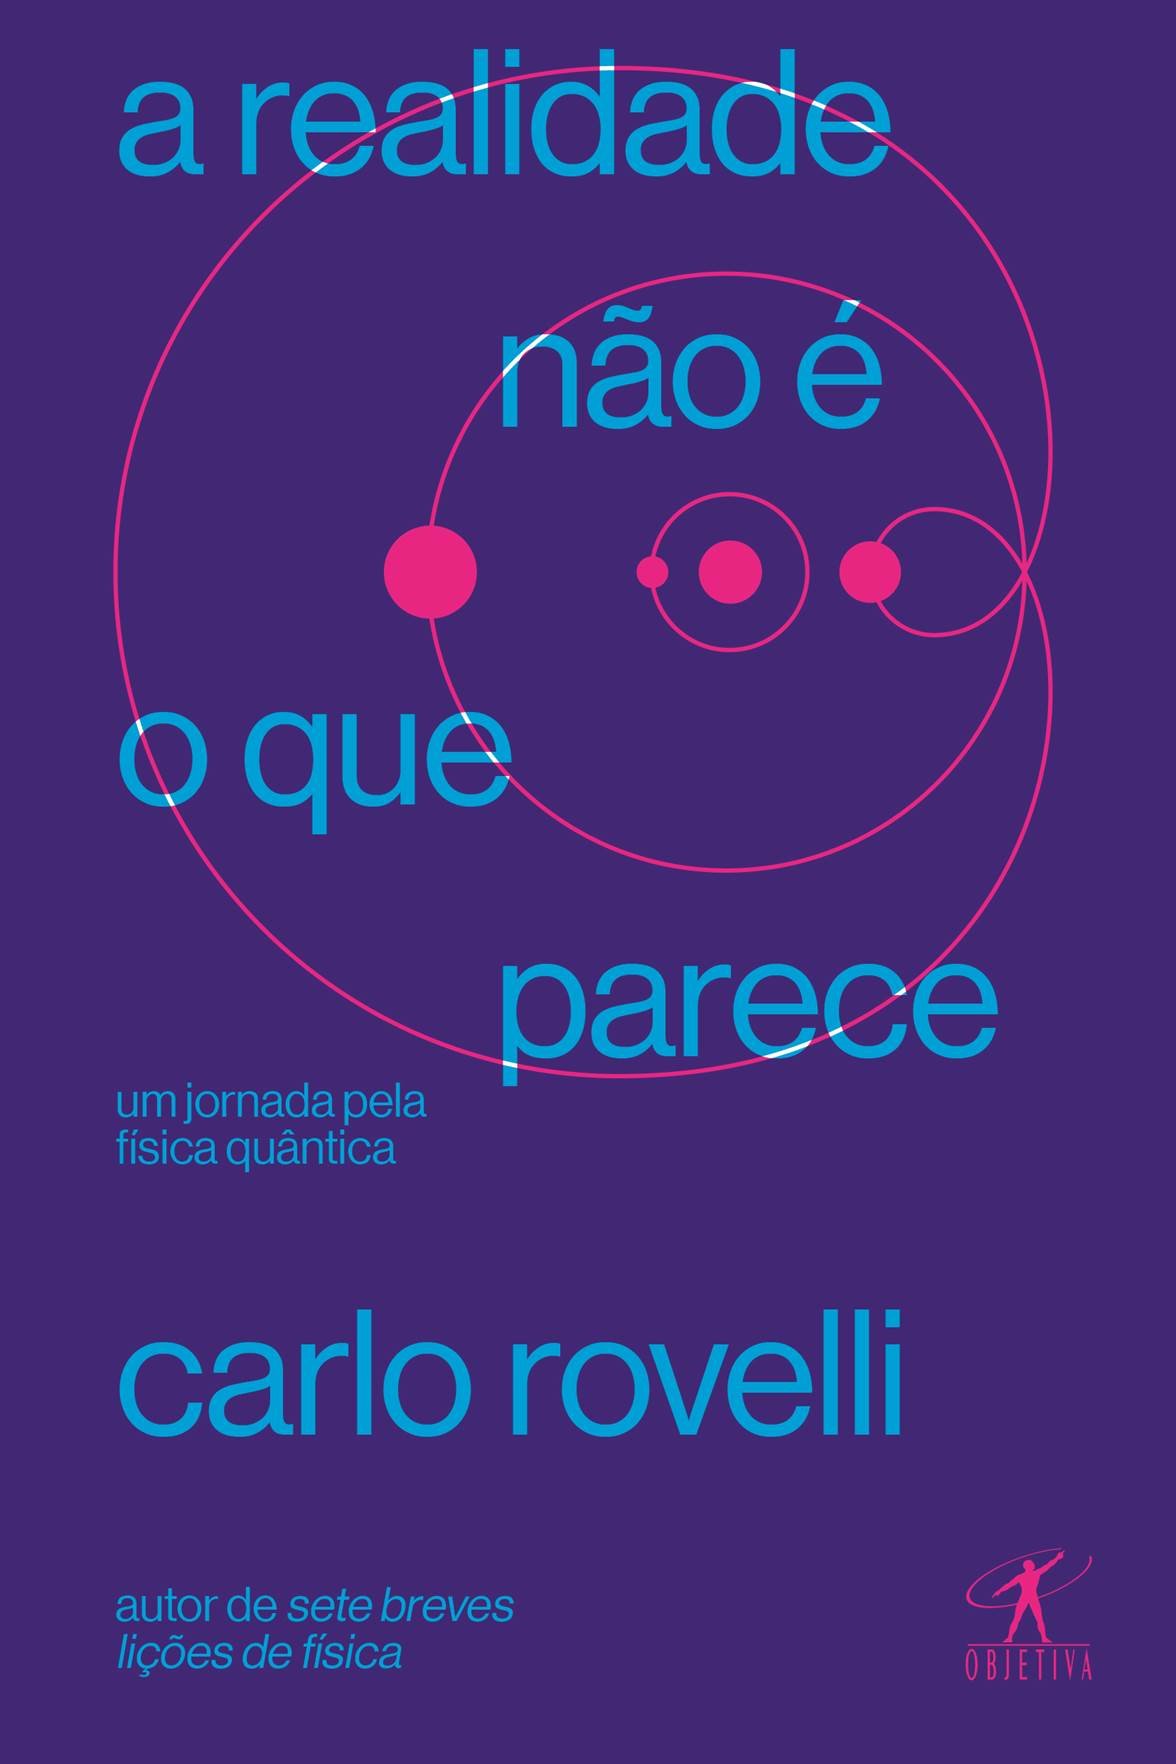 a realidade
não é
o que
parece
um jornada pela
física quântica
carlo rovelli
autor de sete breves
lições de física
OBJETIVA